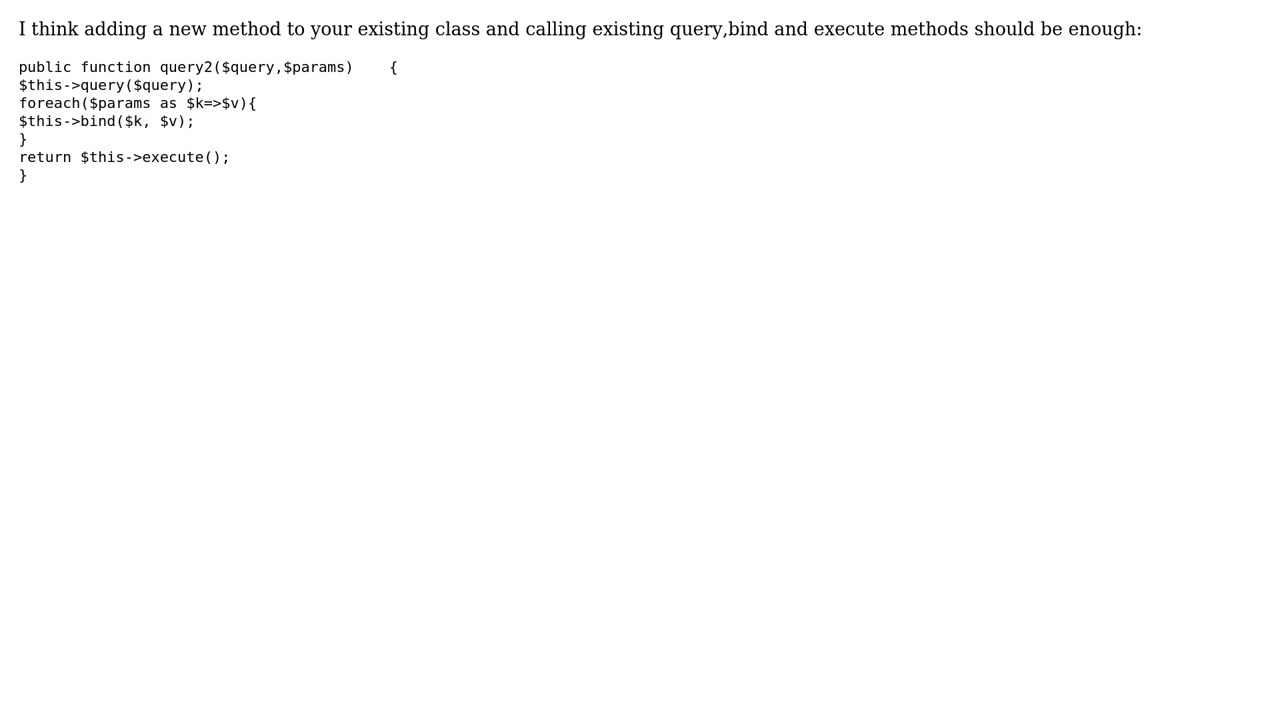 I think adding a new method to your existing class and calling existing query,bind and execute methods should be enough:
public function query2($query,$params)    {
$this->query($query);
foreach($params as $k=>$v){
$this->bind($k, $v);
}
return $this->execute();
}